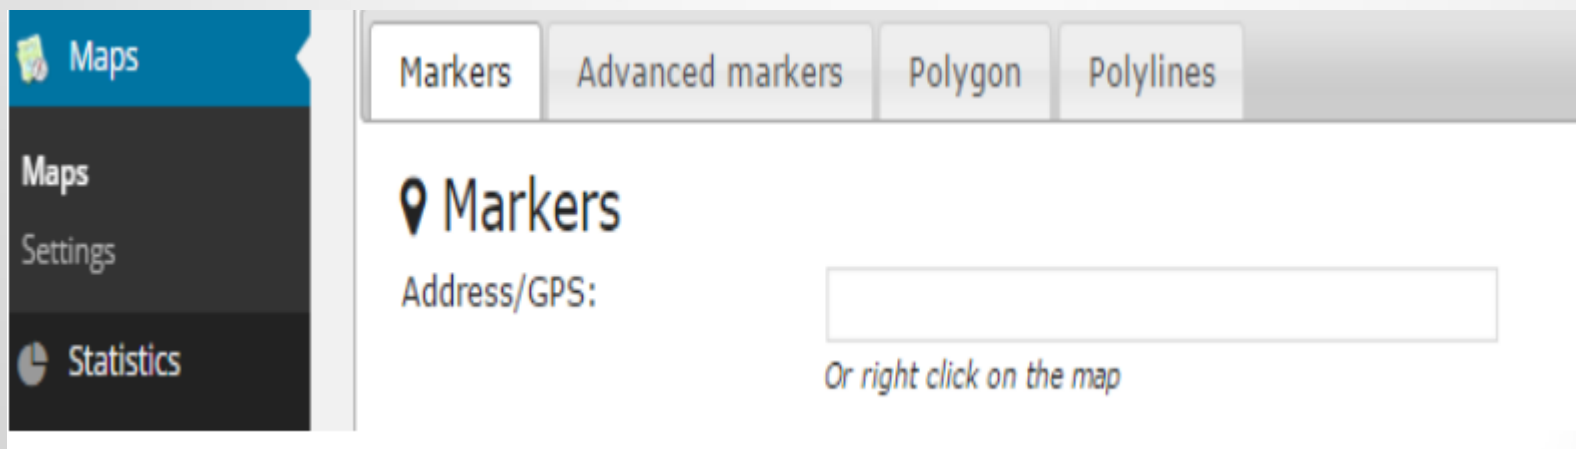 Maps
Maps
Settings
Statistics
Markers Advanced markers Polygon Polylines
Markers
Address/GPS:
Or right click on the map